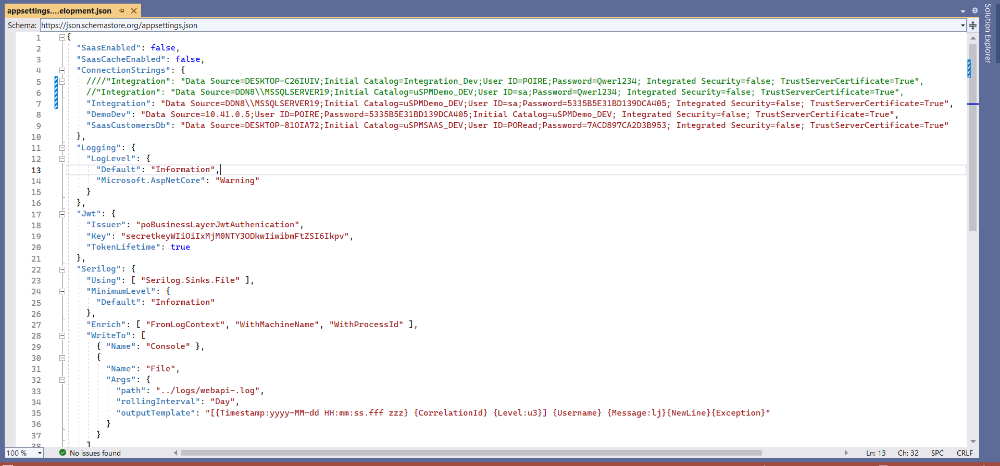 appsettings....elopment.json
Solution Explorer
Schema: https://json.schemastore.org/appsettings.json
1 {
2 "SaasEnabled": false,
3 "SaasCacheEnabled": false,
4 "ConnectionStrings": {
5 ////"Integration": "Data Source=DESKTOP-C26IUIV;Initial Catalog=Integration_Dev;User ID=POIRE;Password=Qwer1234; Integrated Security=false; TrustServerCertificate=True",
6 //"Integration": "Data Source=DDN8\\MSSQLSERVER19;Initial Catalog=uSPMDemo_DEV;User ID=sa;Password=Qwer1234; Integrated Security=false; TrustServerCertificate=True",
7 "Integration": "Data Source=DDN8\\MSSQLSERVER19;Initial Catalog=uSPMDemo_DEV;User ID=sa;Password=5335B5E31BD139DCA405; Integrated Security=false; TrustServerCertificate=True",
8 "DemoDev": "Data Source=10.41.0.5;User ID=POIRE;Password=5335B5E31BD139DCA405;Initial Catalog=uSPMDemo_DEV; Integrated Security=false; TrustServerCertificate=True",
9 "SaasCustomersDb": "Data Source=DESKTOP-81OIA72;Initial Catalog=uSPMSAAS_DEV;User ID=PORead;Password=7ACD897CA2D3B953; Integrated Security=false; TrustServerCertificate=True"
10 },
11 "Logging": {
12 "LogLevel": {
13 "Default": "Information",
14 "Microsoft.AspNetCore": "Warning"
15 }
16 },
17 "Jwt": {
18 "Issuer": "poBusinessLayerJwtAuthenication",
19 "Key": "secretkeyWIiOiIxMjM0NTY3ODkwIiwibmFtZSI6Ikpv",
20 "TokenLifetime": true
21 },
22 "Serilog": {
23 "Using": [ "Serilog.Sinks.File" ],
24 "MinimumLevel": {
25 "Default": "Information"
26 },
27 "Enrich": [ "FromLogContext", "WithMachineName", "WithProcessId" ],
28 "WriteTo": [
29 { "Name": "Console" },
30 {
31 "Name": "File",
32 "Args": {
33 "path": "../logs/webapi-.log",
34 "rollingInterval": "Day",
35 "outputTemplate": "[{Timestamp:yyyy-MM-dd HH:mm:ss.fff zzz} {CorrelationId} {Level:u3}] {Username} {Message:lj}{NewLine}{Exception}"
36 }
37 }
38 ]
100 % No issues found Ln: 13 Ch: 32 SPC CRLF